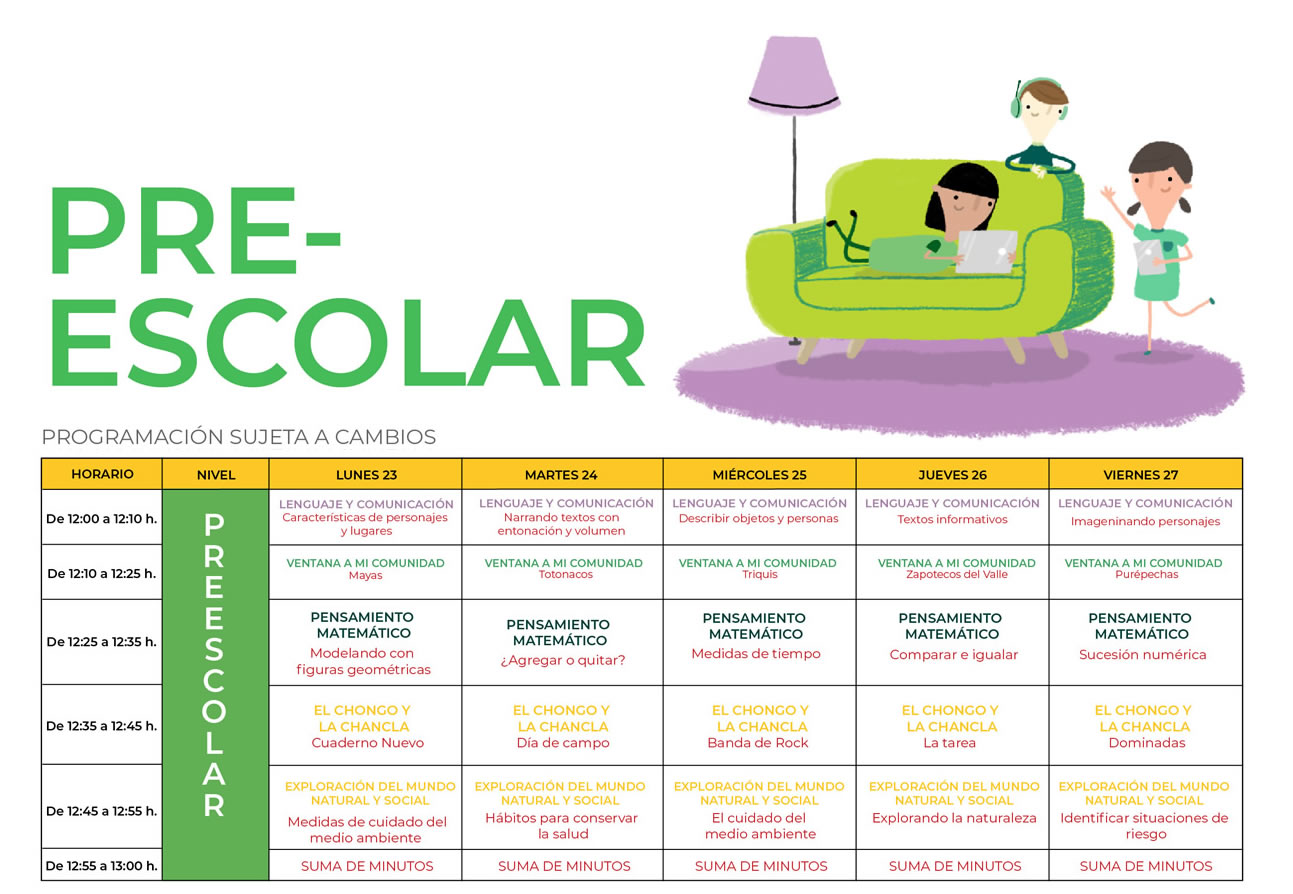 PRE-
ESCOLAR
PROGRAMACIÓN SUJETA A CAMBIOS
HORARIO NIVEL LUNES 23 MARTES 24 MIÉRCOLES 25 JUEVES 26 VIERNES 27
PREESCOLAR
De 12:00 a 12:10 h.
LENGUAJE Y COMUNICACIÓN
Características de personajes
y lugares
LENGUAJE Y COMUNICACIÓN
Narrando textos con
entonación y volumen
LENGUAJE Y COMUNICACIÓN
Describir objetos y personas
LENGUAJE Y COMUNICACIÓN
Textos informativos
LENGUAJE Y COMUNICACIÓN
Imageninando personajes
De 12:10 a 12:25 h.
VENTANA A MI COMUNIDAD
Mayas
VENTANA A MI COMUNIDAD
Totonacos
VENTANA A MI COMUNIDAD
Triquis
VENTANA A MI COMUNIDAD
Zapotecos del Valle
VENTANA A MI COMUNIDAD
Purépechas
De 12:25 a 12:35 h.
PENSAMIENTO
MATEMÁTICO
Modelando con
figuras geométricas
PENSAMIENTO
MATEMÁTICO
¿Agregar o quitar?
PENSAMIENTO
MATEMÁTICO
Medidas de tiempo
PENSAMIENTO
MATEMÁTICO
Comparar e igualar
PENSAMIENTO
MATEMÁTICO
Sucesión numérica
De 12:35 a 12:45 h.
EL CHONGO Y
LA CHANCLA
Cuaderno Nuevo
EL CHONGO Y
LA CHANCLA
Día de campo
EL CHONGO Y
LA CHANCLA
Banda de Rock
EL CHONGO Y
LA CHANCLA
La tarea
EL CHONGO Y
LA CHANCLA
Dominadas
De 12:45 a 12:55 h.
EXPLORACIÓN DEL MUNDO
NATURAL Y SOCIAL
Medidas de cuidado del
medio ambiente
EXPLORACIÓN DEL MUNDO
NATURAL Y SOCIAL
Hábitos para conservar
la salud
EXPLORACIÓN DEL MUNDO
NATURAL Y SOCIAL
El cuidado del
medio ambiente
EXPLORACIÓN DEL MUNDO
NATURAL Y SOCIAL
Explorando la naturaleza
EXPLORACIÓN DEL MUNDO
NATURAL Y SOCIAL
Identificar situaciones de
riesgo
De 12:55 a 13:00 h.
SUMA DE MINUTOS
SUMA DE MINUTOS
SUMA DE MINUTOS
SUMA DE MINUTOS
SUMA DE MINUTOS